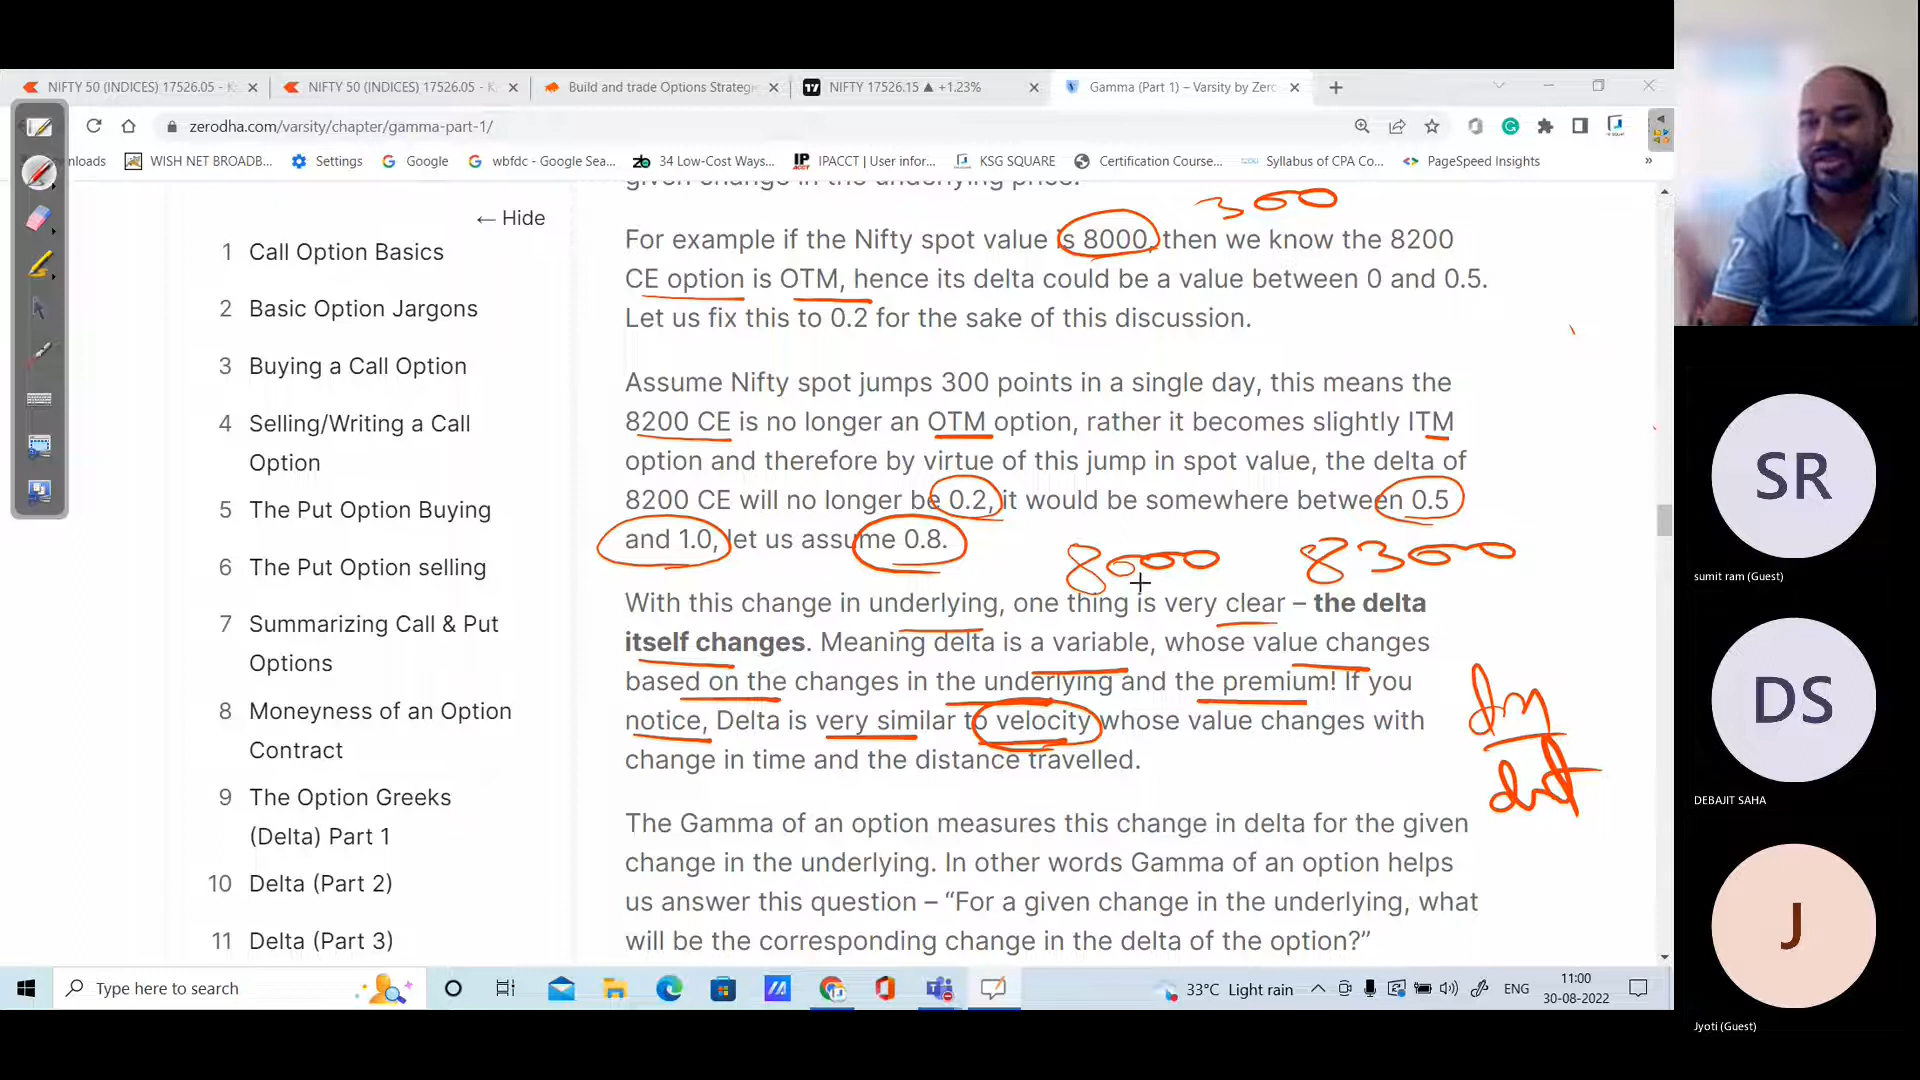 NIFTY 50 (INDICES) 17526.05 - K
NIFTY 50 (INDICES) 17526.05 - K
Build and trade Options Strateg
NIFTY 17526.15 ▲ +1.23%
Gamma (Part 1) – Varsity by Zero
zerodha.com/varsity/chapter/gamma-part-1/
wnloads
WISH NET BROADB...
Settings
Google
wbfdc - Google Sea...
34 Low-Cost Ways...
IPACCT | User infor...
KSG SQUARE
Certification Course...
Syllabus of CPA Co...
PageSpeed Insights
»
← Hide
1 Call Option Basics
2 Basic Option Jargons
3 Buying a Call Option
4 Selling/Writing a Call
Option
5 The Put Option Buying
6 The Put Option selling
7 Summarizing Call & Put
Options
8 Moneyness of an Option
Contract
9 The Option Greeks
(Delta) Part 1
10 Delta (Part 2)
11 Delta (Part 3)
given change in the underlying price.
300
For example if the Nifty spot value is 8000, then we know the 8200
CE option is OTM, hence its delta could be a value between 0 and 0.5.
Let us fix this to 0.2 for the sake of this discussion.
Assume Nifty spot jumps 300 points in a single day, this means the
8200 CE is no longer an OTM option, rather it becomes slightly ITM
option and therefore by virtue of this jump in spot value, the delta of
8200 CE will no longer be 0.2, it would be somewhere between 0.5
and 1.0, let us assume 0.8.
8000 83000
With this change in underlying, one thing is very clear – the delta
itself changes. Meaning delta is a variable, whose value changes
based on the changes in the underlying and the premium! If you
notice, Delta is very similar to velocity whose value changes with
change in time and the distance travelled.
The Gamma of an option measures this change in delta for the given
change in the underlying. In other words Gamma of an option helps
us answer this question – “For a given change in the underlying, what
will be the corresponding change in the delta of the option?”
SR
sumit ram (Guest)
DS
DEBAJIT SAHA
J
Jyoti (Guest)
Type here to search
33°C Light rain
ENG
11:00
30-08-2022